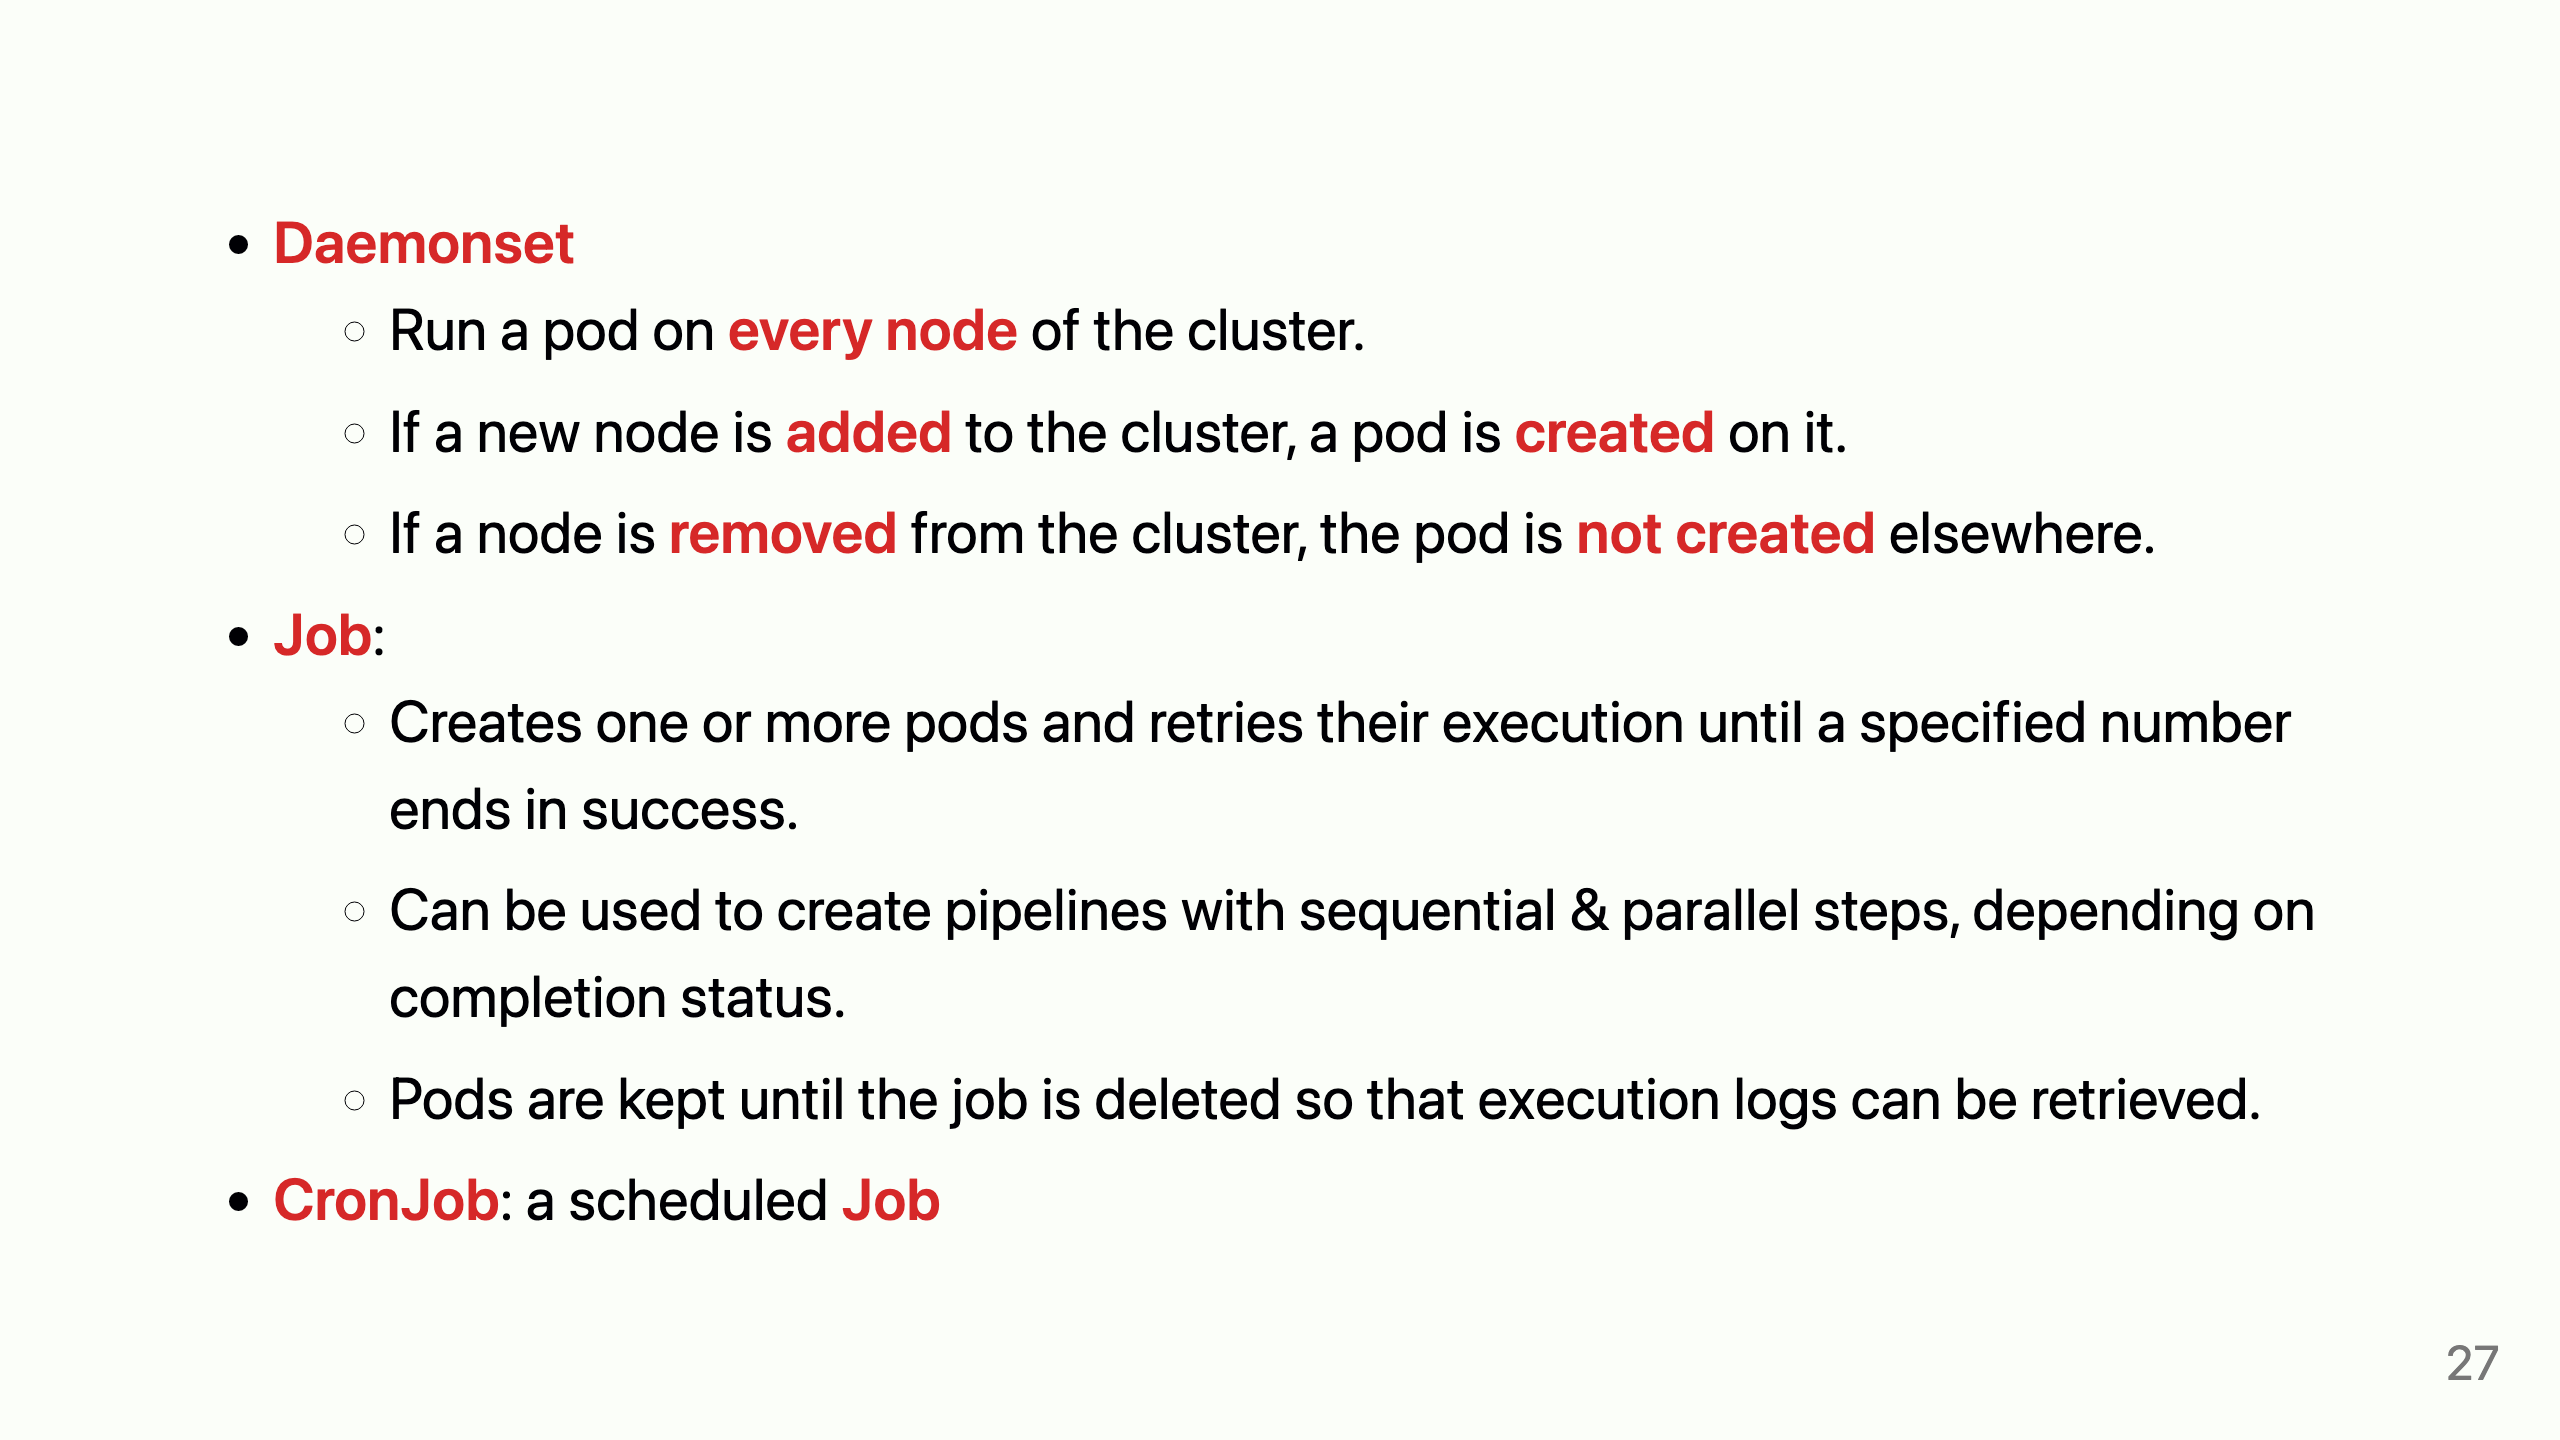 • Daemonset
○ Run a pod on every node of the cluster.
○ If a new node is added to the cluster, a pod is created on it.
○ If a node is removed from the cluster, the pod is not created elsewhere.
• Job:
○ Creates one or more pods and retries their execution until a specified number
ends in success.
○ Can be used to create pipelines with sequential & parallel steps, depending on
completion status.
○ Pods are kept until the job is deleted so that execution logs can be retrieved.
• CronJob: a scheduled Job
27